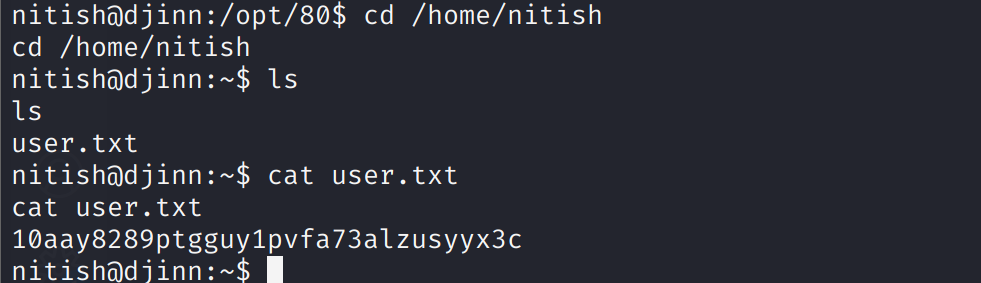 nitish@djinn:/opt/80$ cd /home/nitish
cd /home/nitish
nitish@djinn:~$ ls
ls
user.txt
nitish@djinn:~$ cat user.txt
cat user.txt
10aay8289ptgguy1pvfa73alzusyyx3c
nitish@djinn:~$